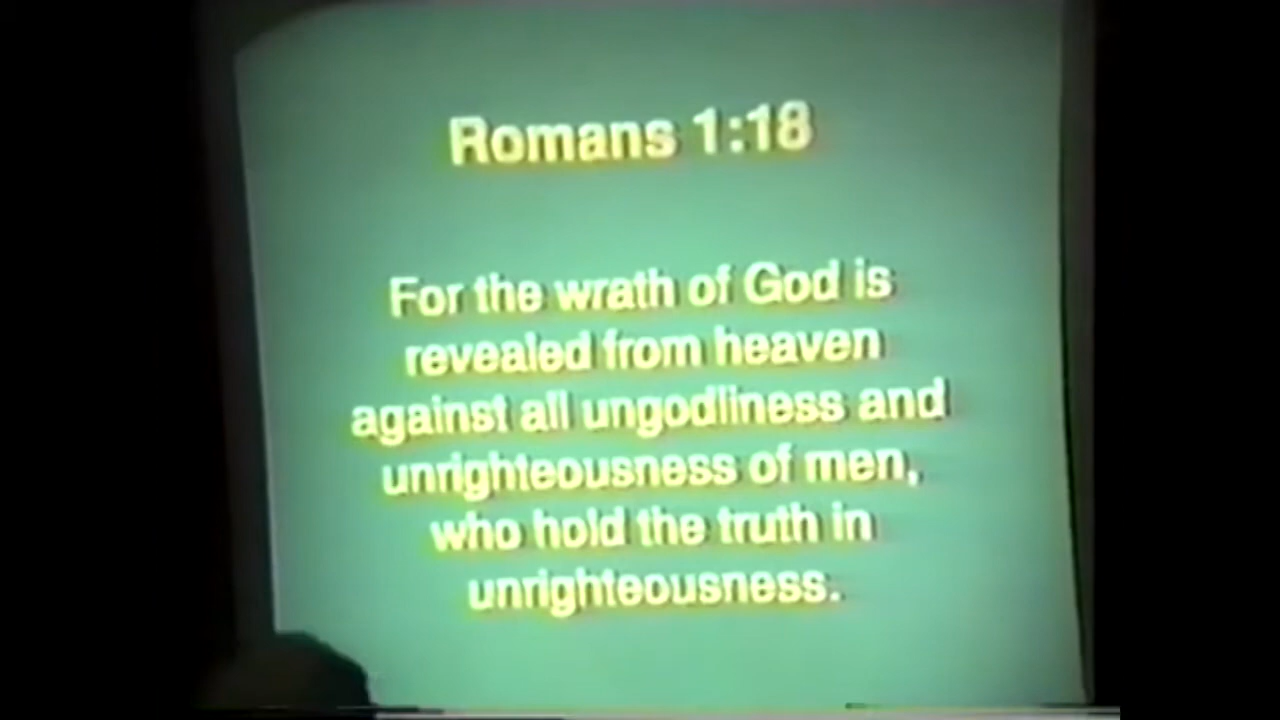 Romans 1:18
For the wrath of God is
revealed from heaven
against all ungodliness and
unrighteousness of men,
who hold the truth in
unrighteousness.